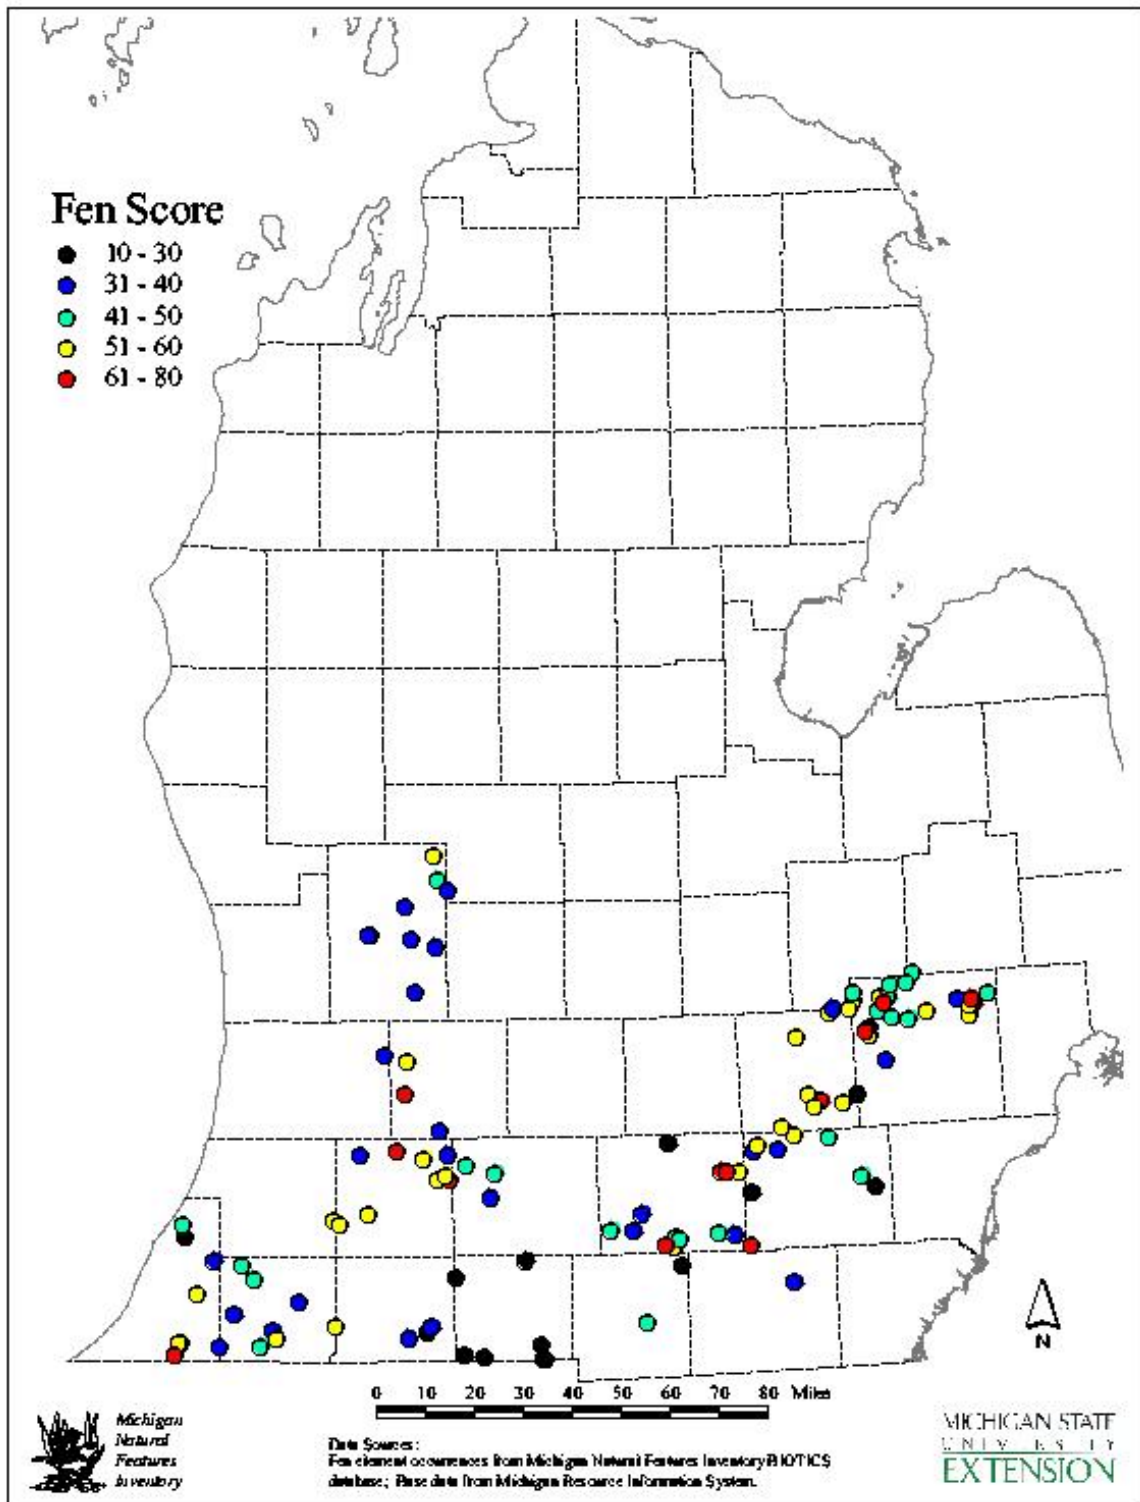 Fen Score
10 - 30
31 - 40
41 - 50
51 - 60
61 - 80
N
0 10 20 30 40 50 60 70 80 Miles
Michigan
Natural
Features
Inventory
Data Sources:
Fen element occurrences from Michigan Natural Features Inventory BIOTICS
database; Base data from Michigan Resource Information System.
MICHIGAN STATE
UNIVERSITY
EXTENSION